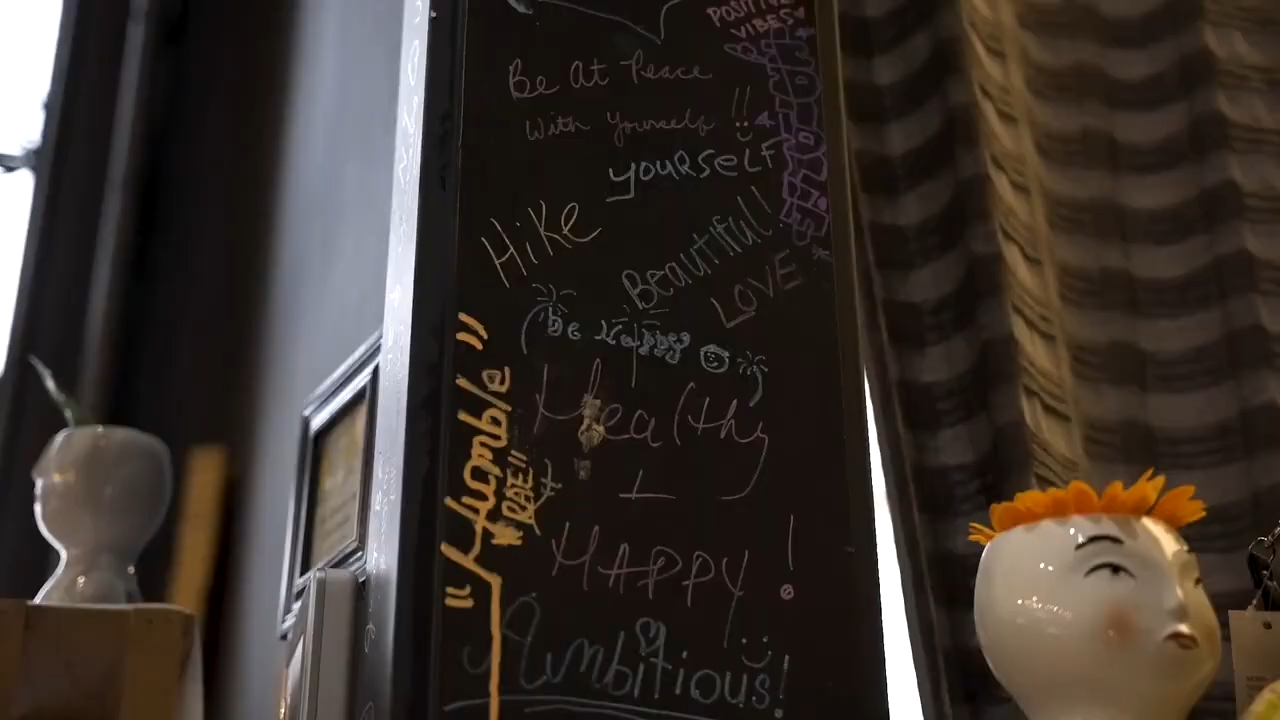 POSITIVE
VIBES
Be At Peace
With Yourself !!
YOURSELF
Hike
Beautiful!
LOVE
(be Happy)
"Humble"
RAE!!
Healthy
+
HAPPY!
Ambitious!